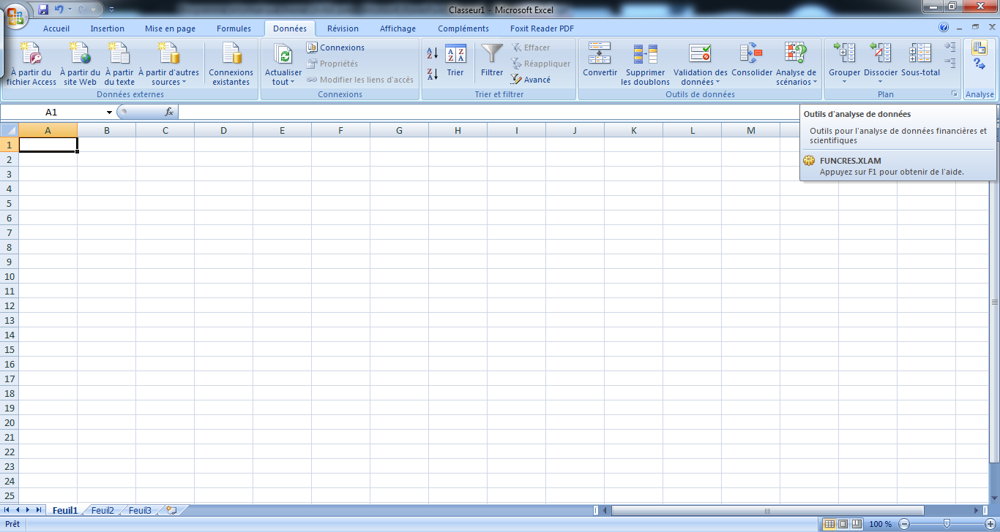 Classeur1 - Microsoft Excel
Accueil Insertion Mise en page Formules Données Révision Affichage Compléments Foxit Reader PDF
À partir du fichier Access
À partir du site Web
À partir du texte
À partir d'autres sources
Connexions existantes
Données externes
Actualiser tout
Connexions
Propriétés
Modifier les liens d'accès
Connexions
Trier
Filtrer
Effacer
Réappliquer
Avancé
Trier et filtrer
Convertir
Supprimer les doublons
Validation des données
Consolider
Analyse de scénarios
Outils de données
Grouper
Dissocier
Sous-total
Plan
Analyse
A1
fx
Outils d'analyse de données
Outils pour l'analyse de données financières et
scientifiques
FUNCRES.XLAM
Appuyez sur F1 pour obtenir de l'aide.
A B C D E F G H I J K L M
1
2
3
4
5
6
7
8
9
10
11
12
13
14
15
16
17
18
19
20
21
22
23
24
25
Feuil1 Feuil2 Feuil3
Prêt
100 %